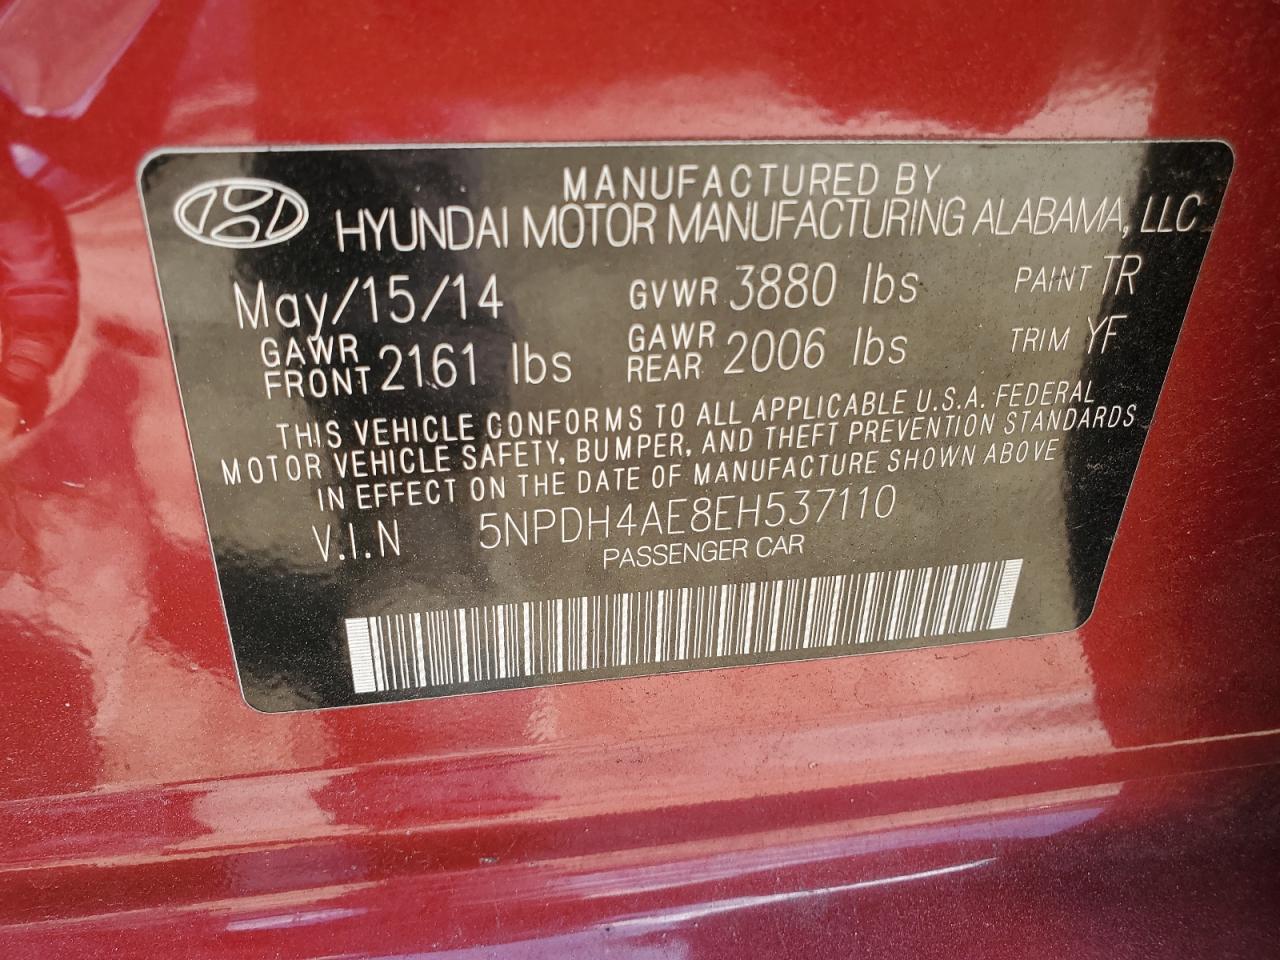 MANUFACTURED BY
HYUNDAI MOTOR MANUFACTURING ALABAMA, LLC
May/15/14 GVWR 3880 lbs PAINT TR
GAWR FRONT 2161 lbs GAWR REAR 2006 lbs TRIM YF
THIS VEHICLE CONFORMS TO ALL APPLICABLE U.S.A. FEDERAL
MOTOR VEHICLE SAFETY, BUMPER, AND THEFT PREVENTION STANDARDS
IN EFFECT ON THE DATE OF MANUFACTURE SHOWN ABOVE
V.I.N 5NPDH4AE8EH537110
PASSENGER CAR